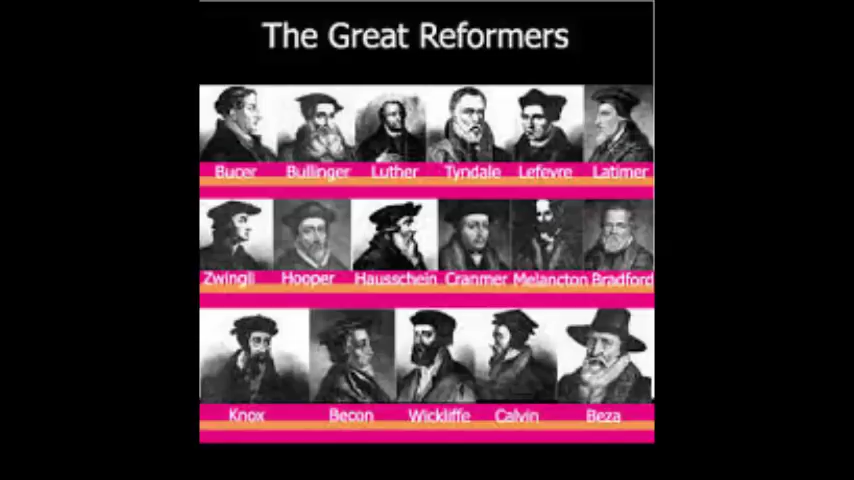 The Great Reformers
Bucer Bullinger Luther Tyndale Lefevre Latimer
Zwingli Hooper Hausschein Cranmer Melancton Bradford
Knox Becon Wickliffe Calvin Beza